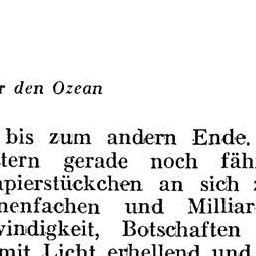 r den Ozean
bis zum andern Ende.
tern gerade noch fäh
apierstückchen an sich z
nenfachen und Milliar
windigkeit, Botschaften
mit Licht erhellend und